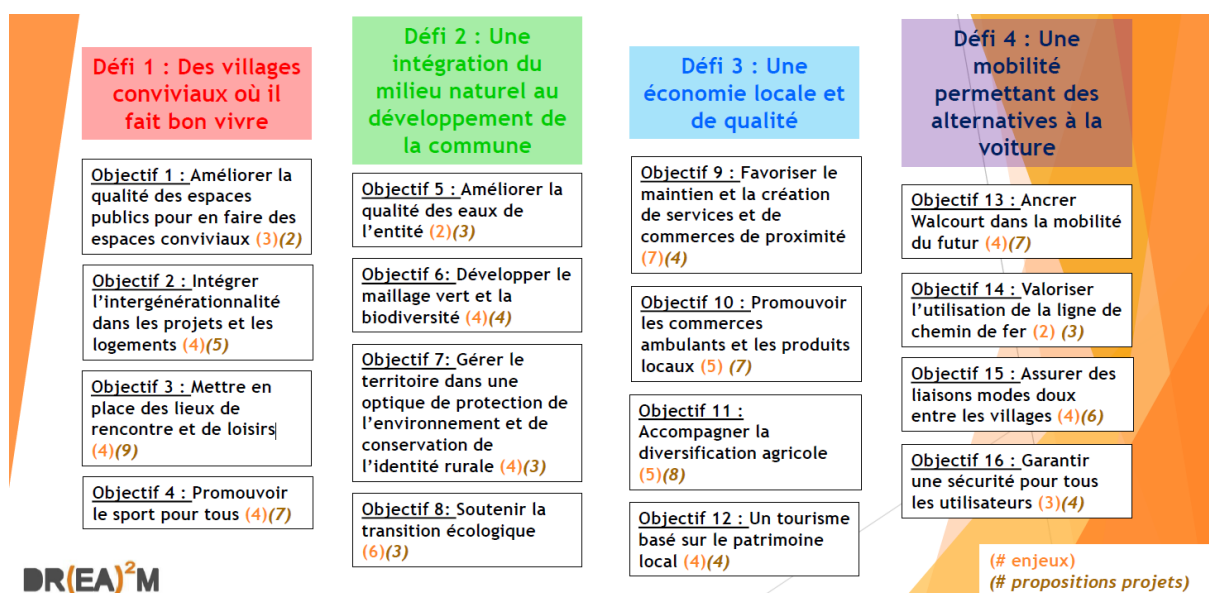 Défi 1 : Des villages
conviviaux où il
fait bon vivre
Objectif 1 : Améliorer la
qualité des espaces
publics pour en faire des
espaces conviaux (3)(2)
Objectif 2 : Intégrer
l'intergénérationnalité
dans les projets et les
logements (4)(5)
Objectif 3 : Mettre en
place des lieux de
rencontre et de loisirs
(4)(9)
Objectif 4 : Promouvoir
le sport pour tous (4)(7)
Défi 2 : Une
intégration du
milieu naturel au
développement de
la commune
Objectif 5 : Améliorer la
qualité des eaux de
l'entité (2)(3)
Objectif 6: Développer le
maillage vert et la
biodiversité (4)(4)
Objectif 7: Gérer le
territoire dans une
optique de protection de
l'environnement et de
conservation de
l'identité rurale (4)(3)
Objectif 8: Soutenir la
transition écologique
(6)(3)
Défi 3 : Une
économie locale et
de qualité
Objectif 9 : Favoriser le
maintien et la création
de services et de
commerces de proximité
(7)(4)
Objectif 10 : Promouvoir
les commerces
ambulants et les produits
locaux (5) (7)
Objectif 11 :
Accompagner la
diversification agricole
(5)(8)
Objectif 12 : Un tourisme
basé sur le patrimoine
local (4)(4)
Défi 4 : Une
mobilité
permettant des
alternatives à la
voiture
Objectif 13 : Ancrer
Walcourt dans la mobilité
du futur (4)(7)
Objectif 14 : Valoriser
l'utilisation de la ligne de
chemin de fer (2) (3)
Objectif 15 : Assurer des
liaisons modes doux
entre les villages (4)(6)
Objectif 16 : Garantir
une sécurité pour tous
les utilisateurs (3)(4)
DR(EA)²M
(# enjeux)
(# propositions projets)